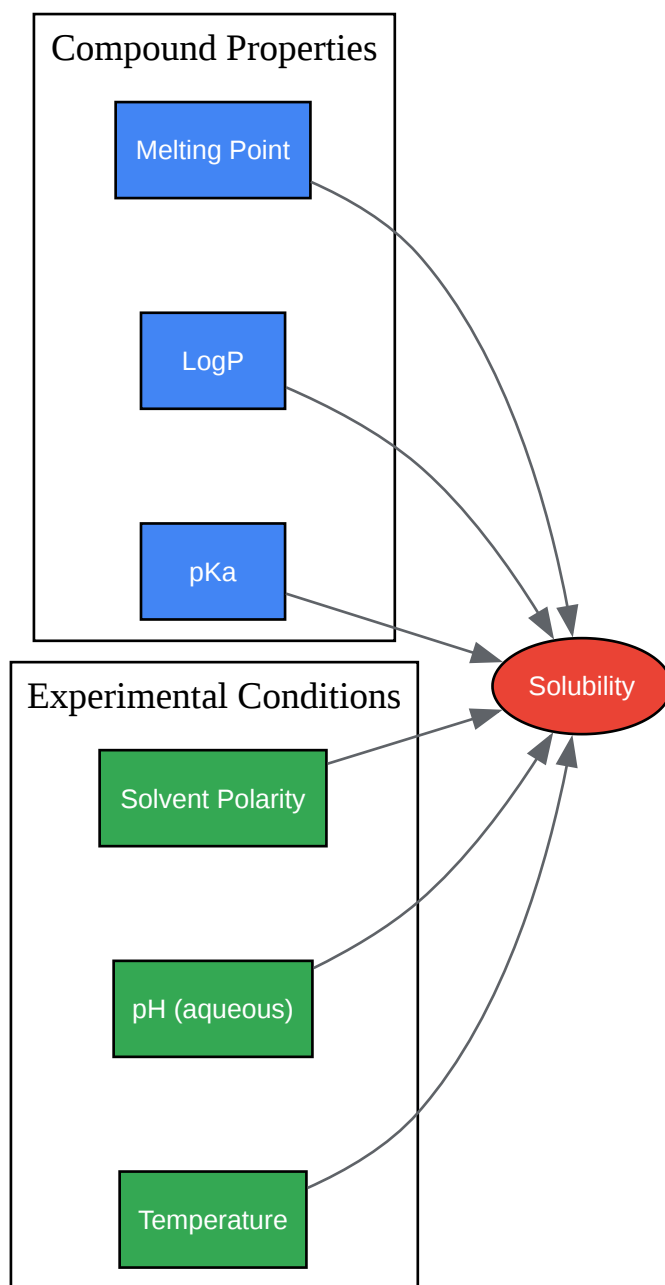 Compound Properties
Melting Point
LogP
pKa
Solubility
Experimental Conditions
Solvent Polarity
pH (aqueous)
Temperature